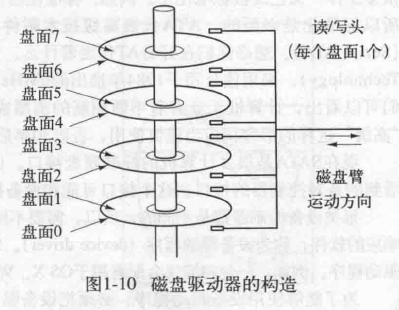 盘面7
盘面6
盘面5
盘面4
盘面3
盘面2
盘面1
盘面0
读/写头
(每个盘面1个)
磁盘臂
运动方向
图1-10 磁盘驱动器的构造